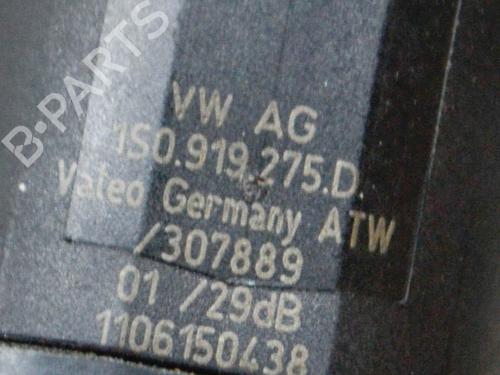 B-PARTS
VW AG
1S0.919.275.D.
Valeo Germany ATW
/307889
01 /29dB
1106150438